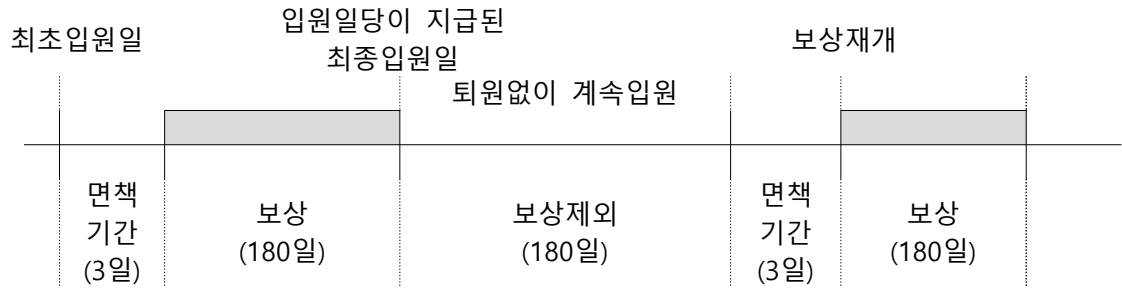 최초입원일
입원일당이 지급된
최종입원일
보상재개
퇴원없이 계속입원
면책
기간
(3일)
보상
(180일)
보상제외
(180일)
면책
기간
(3일)
보상
(180일)